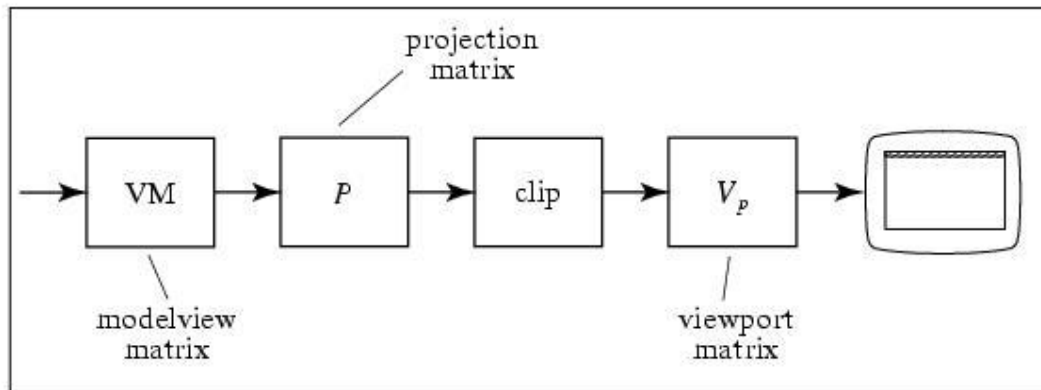 projection
matrix
VM
P
clip
Vp
modelview
matrix
viewport
matrix